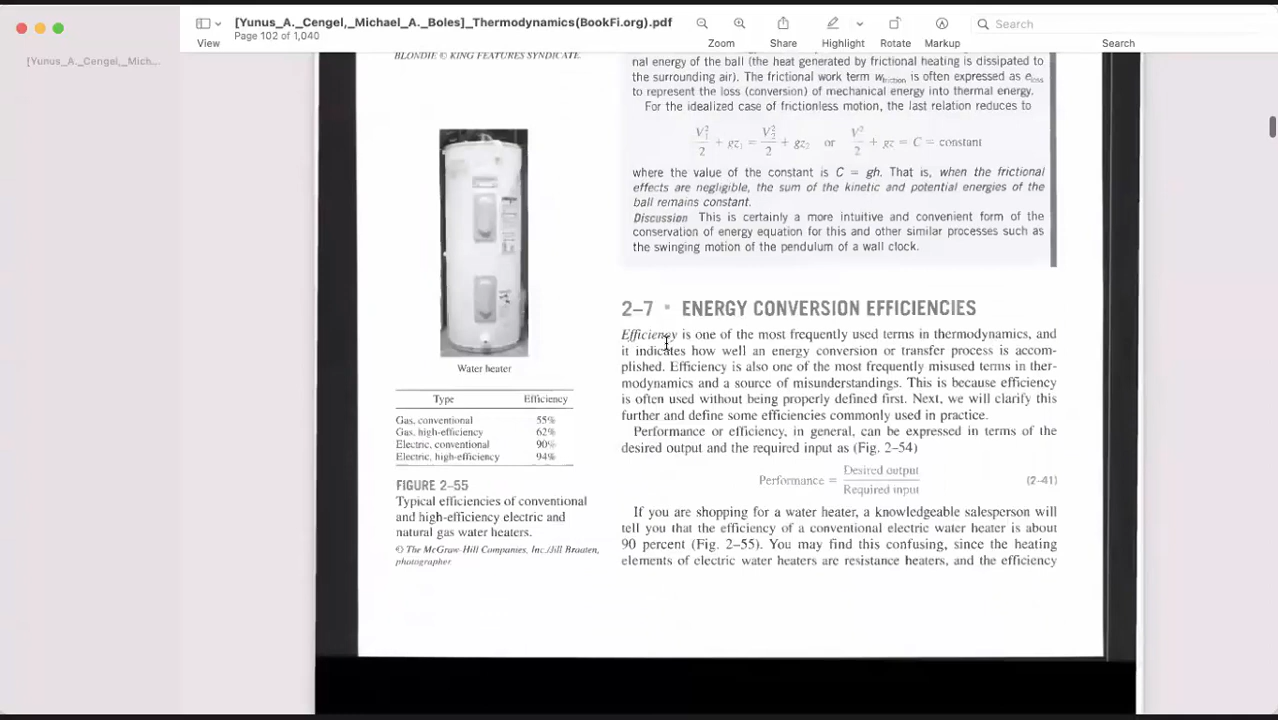 [Yunus_A._Cengel,_Michael_A._Boles]_Thermodynamics(BookFi.org).pdf
Page 102 of 1,040
View
Zoom
Share
Highlight
Rotate
Markup
Search
Search
[Yunus_A._Cengel,_Mich...
BLONDIE © KING FEATURES SYNDICATE.
Water heater
Type Efficiency
Gas, conventional 55%
Gas, high-efficiency 62%
Electric, conventional 90%
Electric, high-efficiency 94%
FIGURE 2–55
Typical efficiencies of conventional
and high-efficiency electric and
natural gas water heaters.
© The McGraw-Hill Companies, Inc./Jill Braaten,
photographer
nal energy of the ball (the heat generated by frictional heating is dissipated to
the surrounding air). The frictional work term w_friction is often expressed as e_loss
to represent the loss (conversion) of mechanical energy into thermal energy.
For the idealized case of frictionless motion, the last relation reduces to
V₁²/2 + gz₁ = V₂²/2 + gz₂ or V²/2 + gz = C = constant
where the value of the constant is C = gh. That is, when the frictional
effects are negligible, the sum of the kinetic and potential energies of the
ball remains constant.
Discussion This is certainly a more intuitive and convenient form of the
conservation of energy equation for this and other similar processes such as
the swinging motion of the pendulum of a wall clock.
2–7 • ENERGY CONVERSION EFFICIENCIES
Efficiency is one of the most frequently used terms in thermodynamics, and
it indicates how well an energy conversion or transfer process is accom-
plished. Efficiency is also one of the most frequently misused terms in ther-
modynamics and a source of misunderstandings. This is because efficiency
is often used without being properly defined first. Next, we will clarify this
further and define some efficiencies commonly used in practice.
Performance or efficiency, in general, can be expressed in terms of the
desired output and the required input as (Fig. 2–54)
Performance = Desired output / Required input (2–41)
If you are shopping for a water heater, a knowledgeable salesperson will
tell you that the efficiency of a conventional electric water heater is about
90 percent (Fig. 2–55). You may find this confusing, since the heating
elements of electric water heaters are resistance heaters, and the efficiency